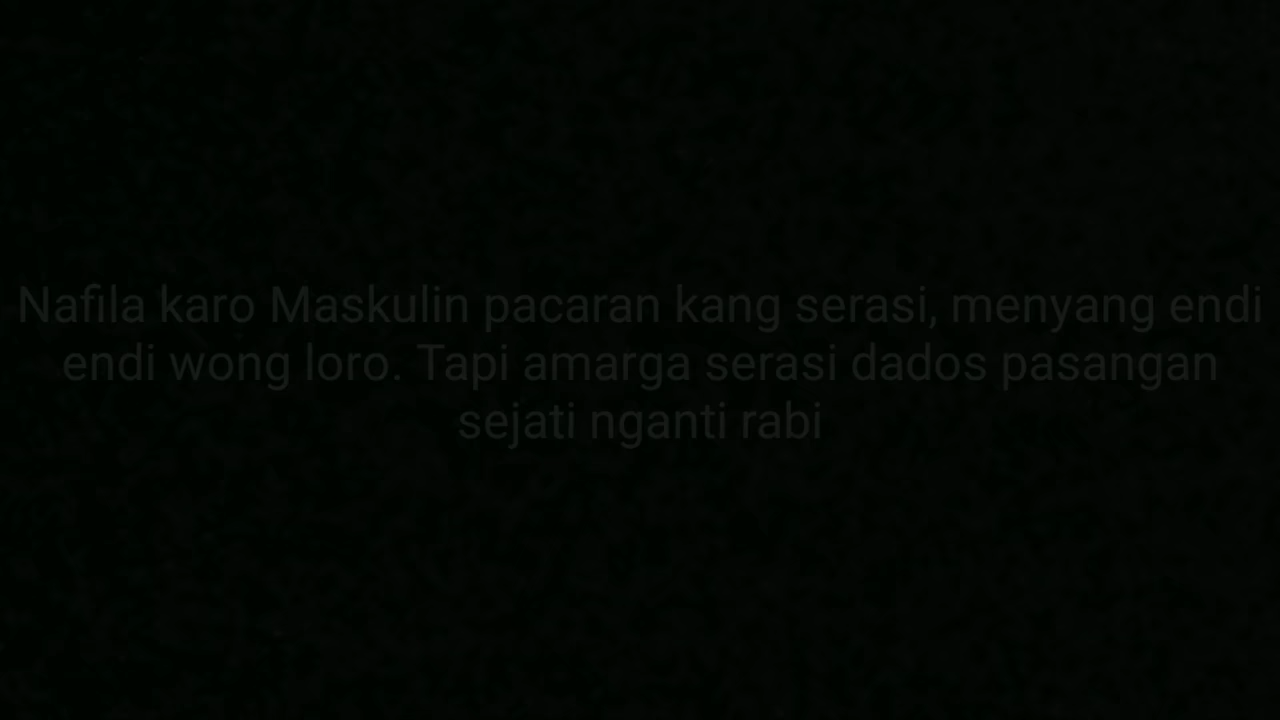 Nafila karo Maskulin pacaran kang serasi, menyang endi
endi wong loro. Tapi amarga serasi dados pasangan
sejati nganti rabi